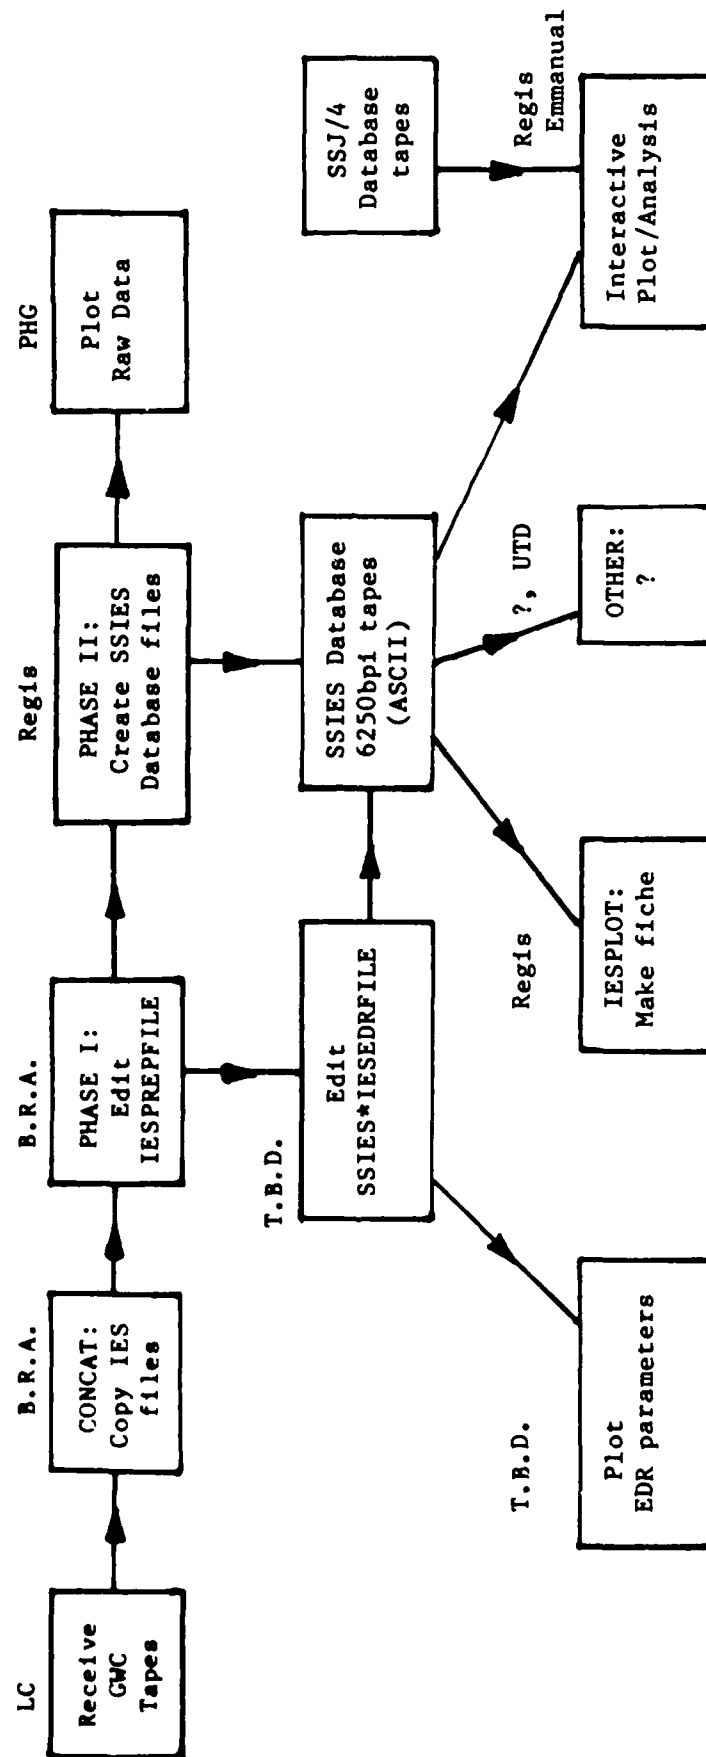 LC
Receive
GWC
Tapes
B.R.A.
CONCAT:
Copy IES
files
B.R.A.
PHASE I:
Edit
IESPREPFILE
Regis
PHASE II:
Create SSIES
Database files
PHG
Plot
Raw Data
T.B.D.
Edit
SSIES*IESEDRFILE
SSIES Database
6250bpi tapes
(ASCII)
SSJ/4
Database
tapes
T.B.D.
Plot
EDR parameters
Regis
IESPLOT:
Make fiche
?, UTD
OTHER:
?
Regis
Emmanual
Interactive
Plot/Analysis